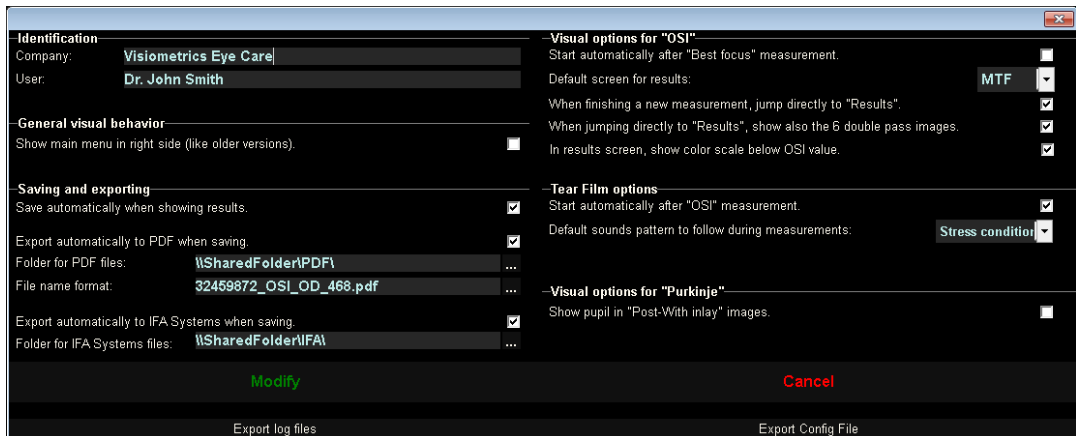 Identification
Company: Visiometrics Eye Care
User: Dr. John Smith
General visual behavior
Show main menu in right side (like older versions).
Saving and exporting
Save automatically when showing results.
Export automatically to PDF when saving.
Folder for PDF files: \\SharedFolder\PDF\ ...
File name format: 32459872_OSI_OD_468.pdf ...
Export automatically to IFA Systems when saving.
Folder for IFA Systems files: \\SharedFolder\IFA\ ...
Visual options for "OSI"
Start automatically after "Best focus" measurement.
Default screen for results: MTF
When finishing a new measurement, jump directly to "Results".
When jumping directly to "Results", show also the 6 double pass images.
In results screen, show color scale below OSI value.
Tear Film options
Start automatically after "OSI" measurement.
Default sounds pattern to follow during measurements: Stress condition
Visual options for "Purkinje"
Show pupil in "Post-With inlay" images.
Modify
Cancel
Export log files
Export Config File